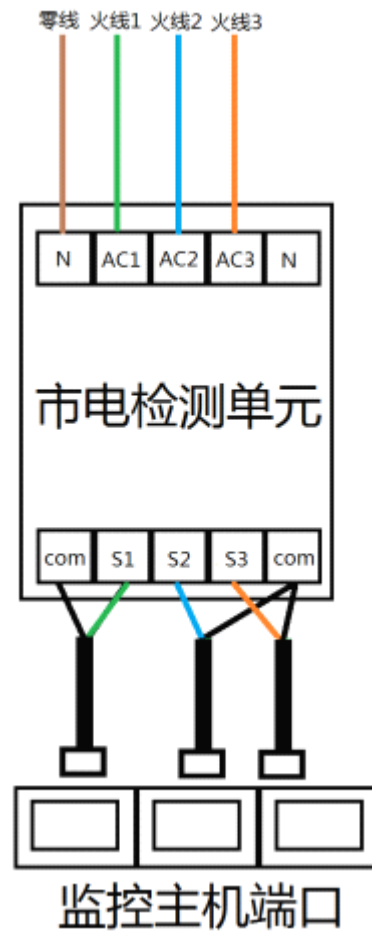 零线 火线1 火线2 火线3
N AC1 AC2 AC3 N
市电检测单元
com S1 S2 S3 com
监控主机端口